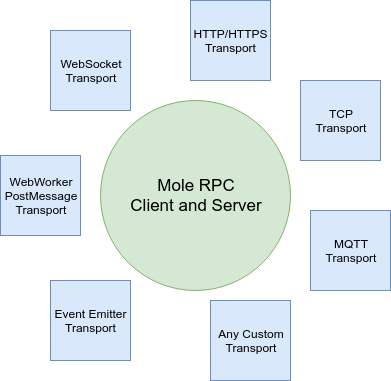 HTTP/HTTPS
Transport
WebSocket
Transport
TCP
Transport
WebWorker
PostMessage
Transport
Mole RPC
Client and Server
MQTT
Transport
Event Emitter
Transport
Any Custom
Transport